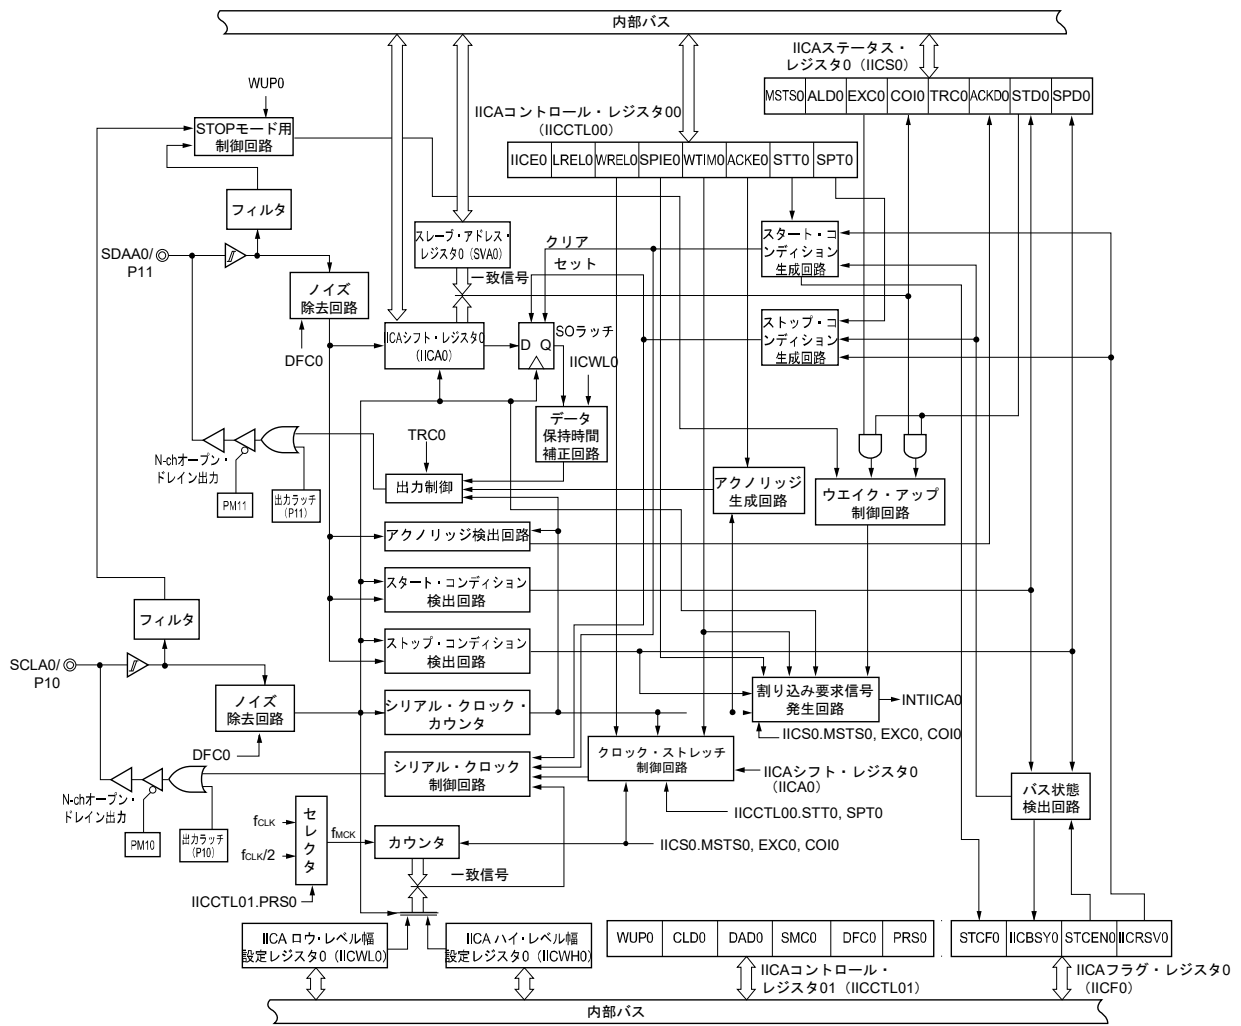 内部バス
IICAステータス・
レジスタ0（IICS0）
MSTS0 ALD0 EXC0 COI0 TRC0 ACKD0 STD0 SPD0
WUP0
STOPモード用
制御回路
IICAコントロール・レジスタ00
（IICCTL00）
IICE0 LREL0 WREL0 SPIE0 WTIM0 ACKE0 STT0 SPT0
フィルタ
SDAA0/
P11
スレーブ・アドレス・
レジスタ0（SVA0）
クリア
セット
一致信号
スタート・コ
ンディション
生成回路
ノイズ
除去回路
DFC0
IICAシフト・レジスタ0
（IICA0）
D Q
SOラッチ
IICWL0
ストップ・コ
ンディション
生成回路
データ
保持時間
補正回路
TRC0
N-chオープン・
ドレイン出力
PM11
出力ラッチ
（P11）
出力制御
アクノリッジ
生成回路
ウエイク・アップ
制御回路
アクノリッジ検出回路
スタート・コンディション
検出回路
フィルタ
ストップ・コンディション
検出回路
SCLA0/
P10
ノイズ
除去回路
DFC0
シリアル・クロック・
カウンタ
割り込み要求信号
発生回路
INTIICA0
IICS0.MSTS0, EXC0, COI0
シリアル・クロック
制御回路
クロック・ストレッチ
制御回路
IICAシフト・レジスタ0
（IICA0）
IICCTL00.STT0, SPT0
バス状態
検出回路
N-chオープン・
ドレイン出力
PM10
出力ラッチ
（P10）
fCLK
fCLK/2
セレクタ
fMCK
カウンタ
IICS0.MSTS0, EXC0, COI0
一致信号
IICCTL01.PRS0
IICA ロウ・レベル幅
設定レジスタ0（IICWL0）
IICA ハイ・レベル幅
設定レジスタ0（IICWH0）
WUP0 CLD0 DAD0 SMC0 DFC0 PRS0
STCF0 IICBSY0 STCEN0 IICRSV0
IICAコントロール・
レジスタ01（IICCTL01）
IICAフラグ・レジスタ0
（IICF0）
内部バス